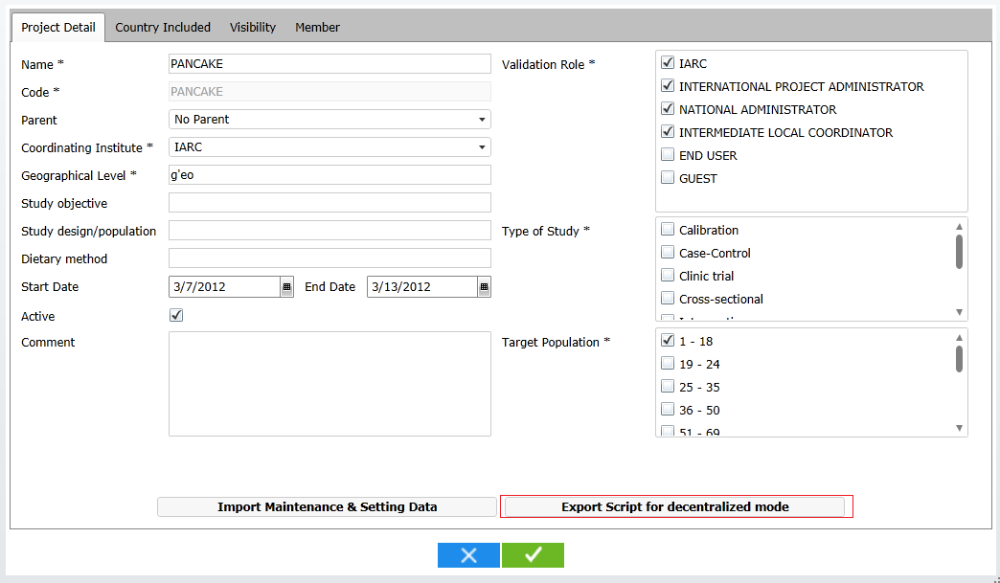 Project Detail Country Included Visibility Member
Name * PANCAKE
Code * PANCAKE
Parent No Parent
Coordinating Institute * IARC
Geographical Level * g'eo
Study objective
Study design/population
Dietary method
Start Date 3/7/2012 End Date 3/13/2012
Active
Comment
Validation Role *
IARC
INTERNATIONAL PROJECT ADMINISTRATOR
NATIONAL ADMINISTRATOR
INTERMEDIATE LOCAL COORDINATOR
END USER
GUEST
Type of Study *
Calibration
Case-Control
Clinic trial
Cross-sectional
Target Population *
1 - 18
19 - 24
25 - 35
36 - 50
51 - 69
Import Maintenance & Setting Data Export Script for decentralized mode